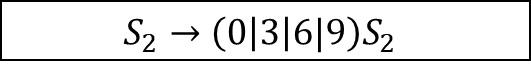 S₂ → (0|3|6|9)S₂